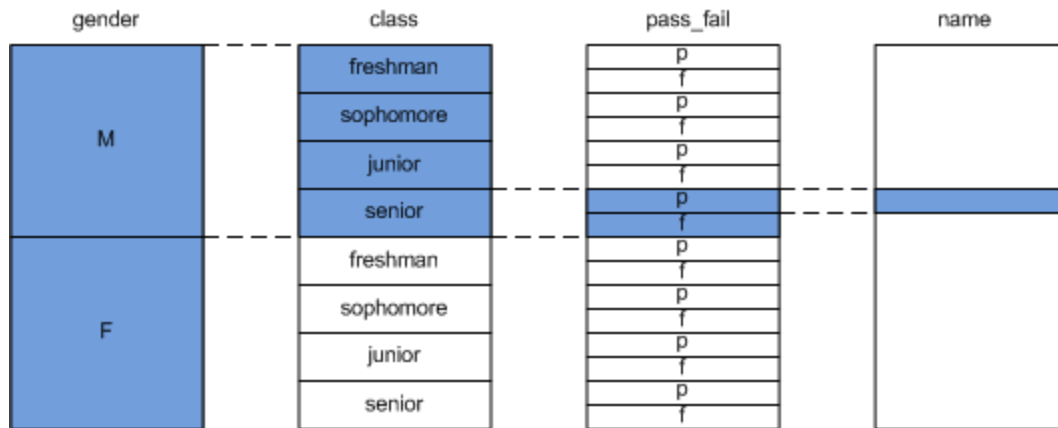 gender class pass_fail name
M
F
freshman
sophomore
junior
senior
freshman
sophomore
junior
senior
p
f
p
f
p
f
p
f
p
f
p
f
p
f
p
f